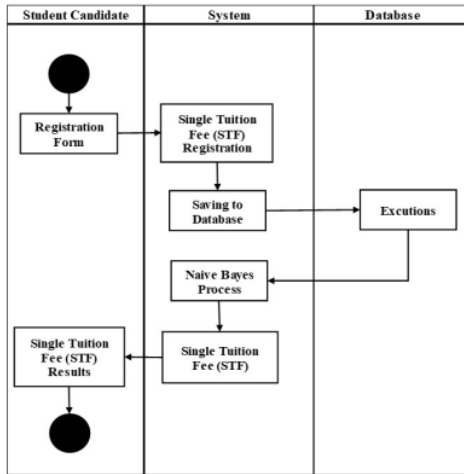 Student Candidate
System
Database
Registration
Form
Single Tuition
Fee (STF)
Registration
Saving to
Database
Excutions
Naive Bayes
Process
Single Tuition
Fee (STF)
Single Tuition
Fee (STF)
Results